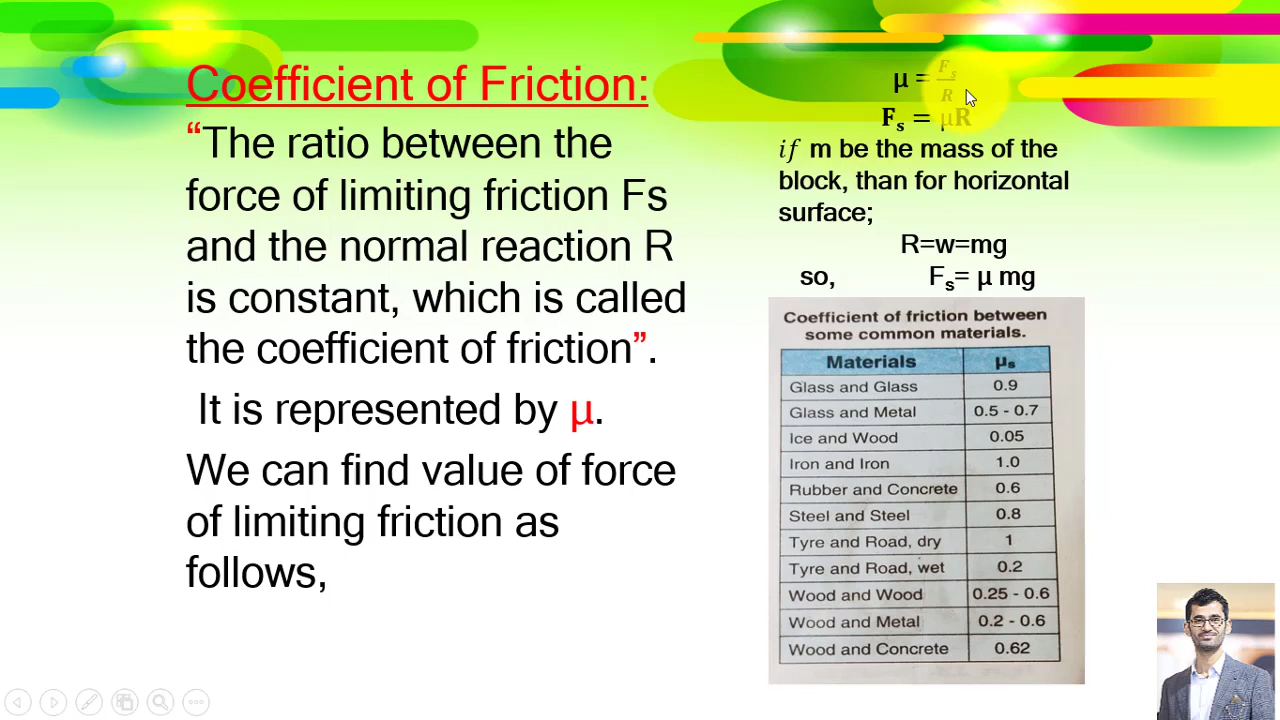 Coefficient of Friction:
“The ratio between the
force of limiting friction Fs
and the normal reaction R
is constant, which is called
the coefficient of friction”.
It is represented by μ.
We can find value of force
of limiting friction as
follows,
μ = Fₛ/R
Fₛ = μR
if m be the mass of the
block, than for horizontal
surface;
R=w=mg
so, Fₛ= μ mg
Coefficient of friction between
some common materials.
Materials μₛ
Glass and Glass 0.9
Glass and Metal 0.5 - 0.7
Ice and Wood 0.05
Iron and Iron 1.0
Rubber and Concrete 0.6
Steel and Steel 0.8
Tyre and Road, dry 1
Tyre and Road, wet 0.2
Wood and Wood 0.25 - 0.6
Wood and Metal 0.2 - 0.6
Wood and Concrete 0.62